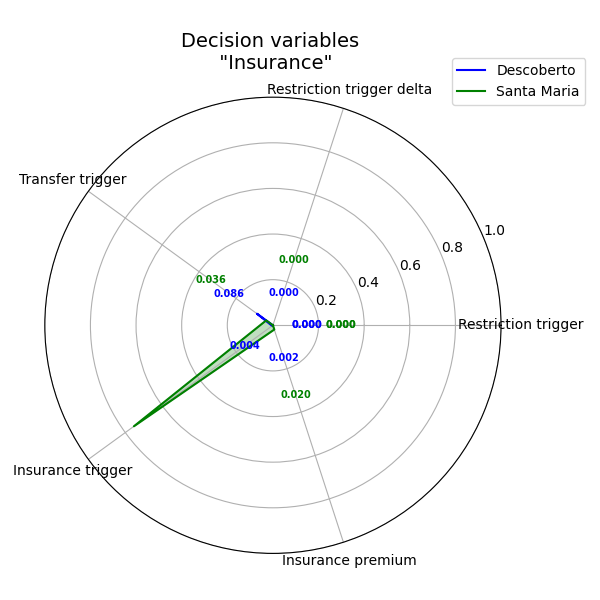 Decision variables
"Insurance"
Descoberto
Santa Maria
Restriction trigger delta
Transfer trigger
1.0
0.8
0.6
0.4
0.2
0.000
0.036
0.086
0.000
0.000
0.000
Restriction trigger
0.004
0.002
0.020
Insurance trigger
Insurance premium